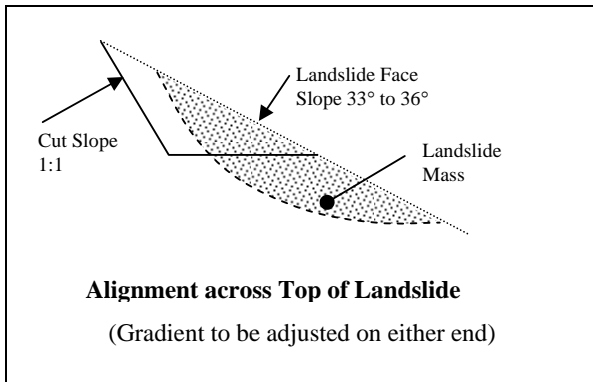 Landslide Face
Slope 33° to 36°
Cut Slope
1:1
Landslide
Mass
Alignment across Top of Landslide
(Gradient to be adjusted on either end)